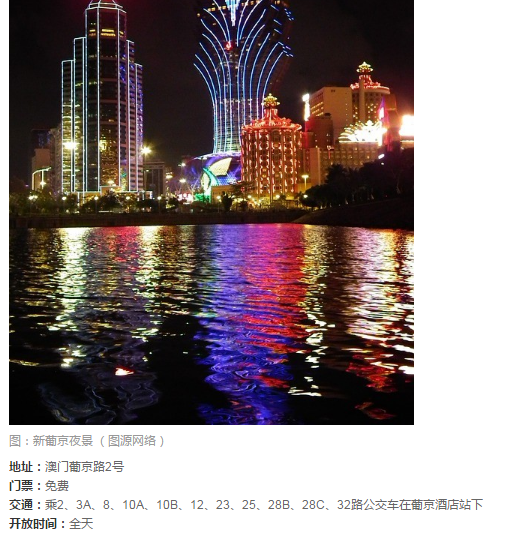 图：新葡京夜景（图源网络）
地址：澳门葡京路2号
门票：免费
交通：乘2、3A、8、10A、10B、12、23、25、28B、28C、32路公交车在葡京酒店站下
开放时间：全天